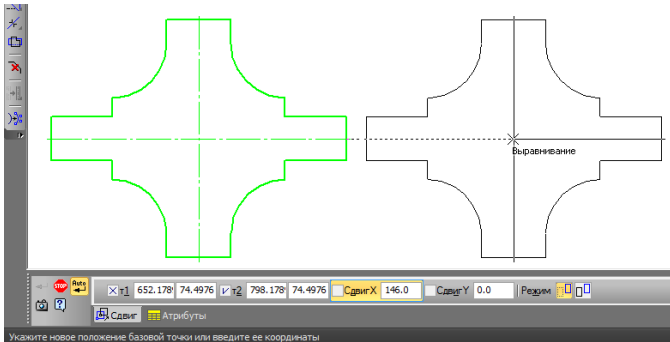 Выравнивание
STOP Auto т1 652.178 74.4976 т2 798.178 74.4976 СдвигX 146.0 СдвигY 0.0 Режим
Сдвиг Атрибуты
Укажите новое положение базовой точки или введите ее координаты